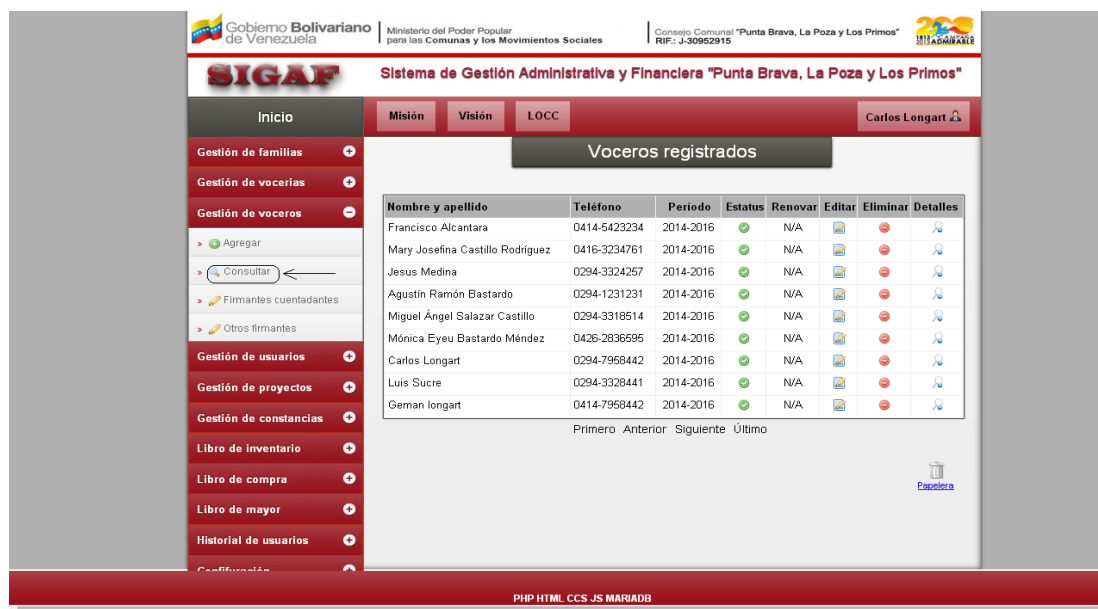 Gobierno Bolivariano
de Venezuela
Ministerio del Poder Popular
para las Comunas y los Movimientos Sociales
Consejo Comunal "Punta Brava, La Poza y Los Primos"
RIF.: J-30952915
200
1813 CAMPAÑA
2013 ADMIRABLE
SIGAF
Sistema de Gestión Administrativa y Financiera "Punta Brava, La Poza y Los Primos"
Inicio
Misión Visión LOCC
Carlos Longart
Gestión de familias
Gestión de vocerias
Gestión de voceros
» Agregar
» Consultar
» Firmantes cuentadantes
» Otros firmantes
Gestión de usuarios
Gestión de proyectos
Gestión de constancias
Libro de inventario
Libro de compra
Libro de mayor
Historial de usuarios
Confifuración
Voceros registrados
Nombre y apellido Teléfono Período Estatus Renovar Editar Eliminar Detalles
Francisco Alcantara 0414-5423234 2014-2016 N/A
Mary Josefina Castillo Rodríguez 0416-3234761 2014-2016 N/A
Jesus Medina 0294-3324257 2014-2016 N/A
Agustín Ramón Bastardo 0294-1231231 2014-2016 N/A
Miguel Ángel Salazar Castillo 0294-3318514 2014-2016 N/A
Mónica Eyeu Bastardo Méndez 0426-2836595 2014-2016 N/A
Carlos Longart 0294-7958442 2014-2016 N/A
Luis Sucre 0294-3328441 2014-2016 N/A
Geman longart 0414-7958442 2014-2016 N/A
Primero Anterior Siguiente Último
Papelera
PHP HTML CCS JS MARIADB